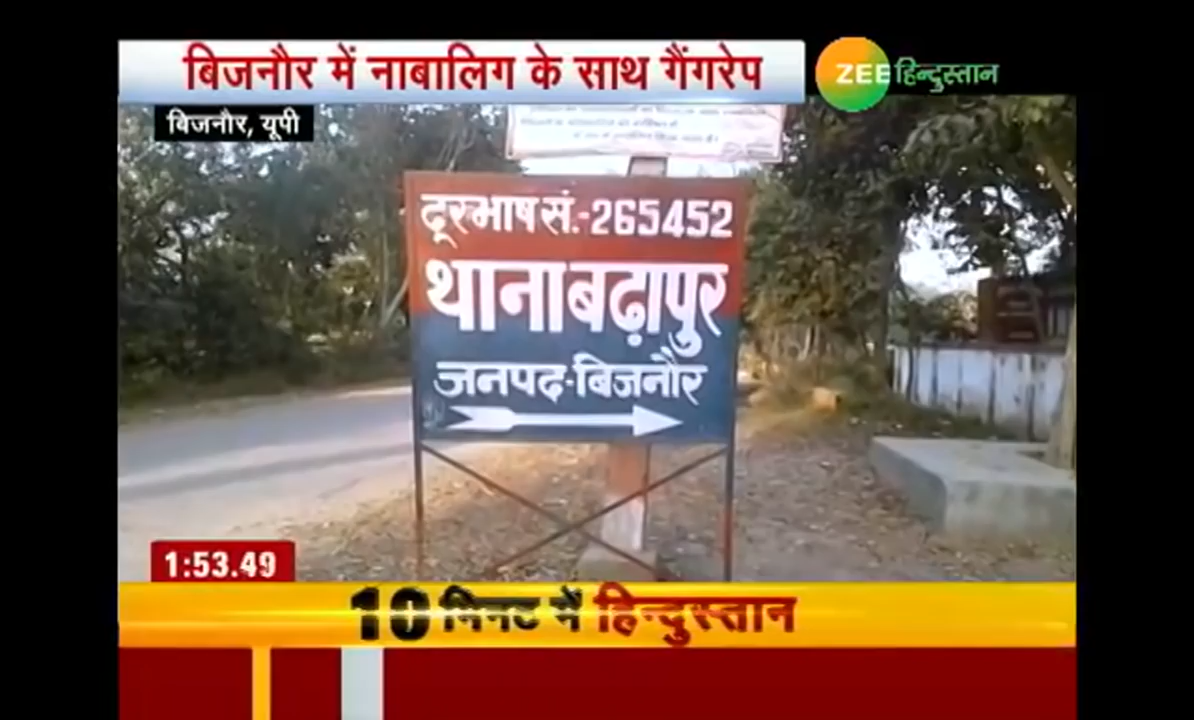 बिजनौर में नाबालिग के साथ गैंगरेप
ZEE हिन्दुस्तान
बिजनौर, यूपी
दूरभाष सं.-265452
थाना बढ़ापुर
जनपद-बिजनौर
1:53.49
10 मिनट में हिन्दुस्तान